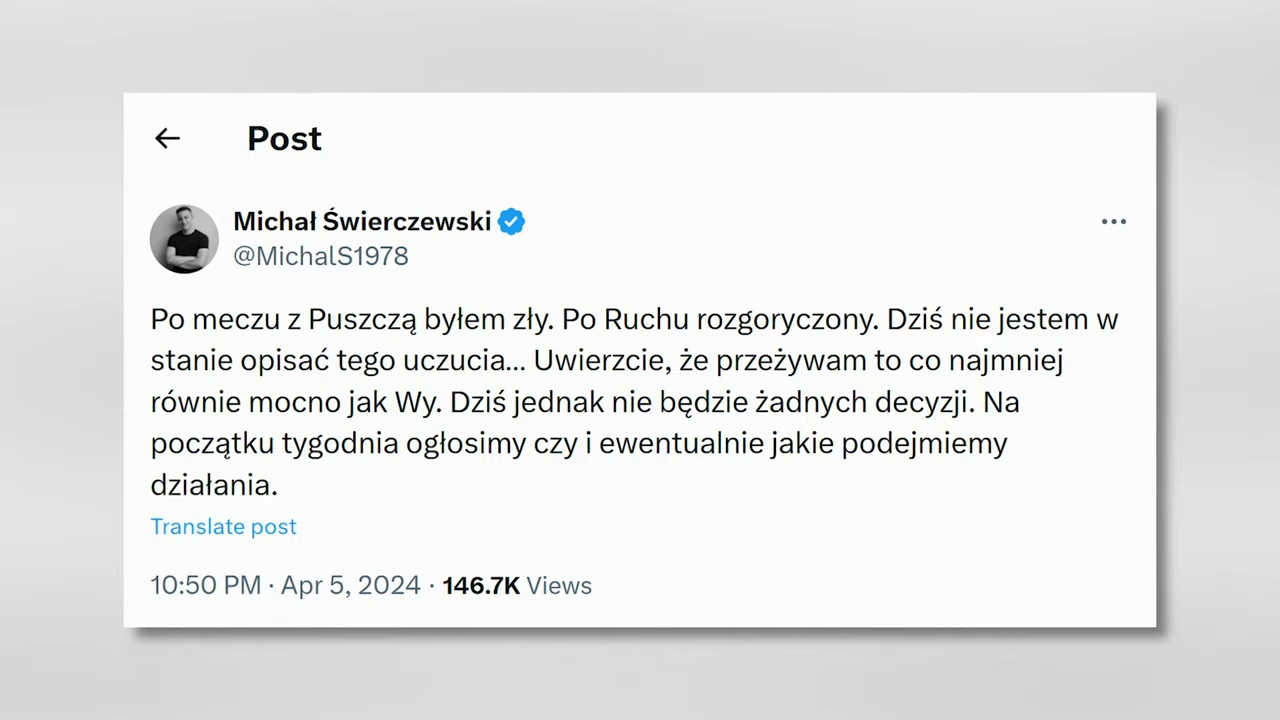 Post
Michał Świerczewski
@MichalS1978
Po meczu z Puszczą byłem zły. Po Ruchu rozgoryczony. Dziś nie jestem w
stanie opisać tego uczucia... Uwierzcie, że przeżywam to co najmniej
równie mocno jak Wy. Dziś jednak nie będzie żadnych decyzji. Na
początku tygodnia ogłosimy czy i ewentualnie jakie podejmiemy
działania.
Translate post
10:50 PM · Apr 5, 2024 · 146.7K Views